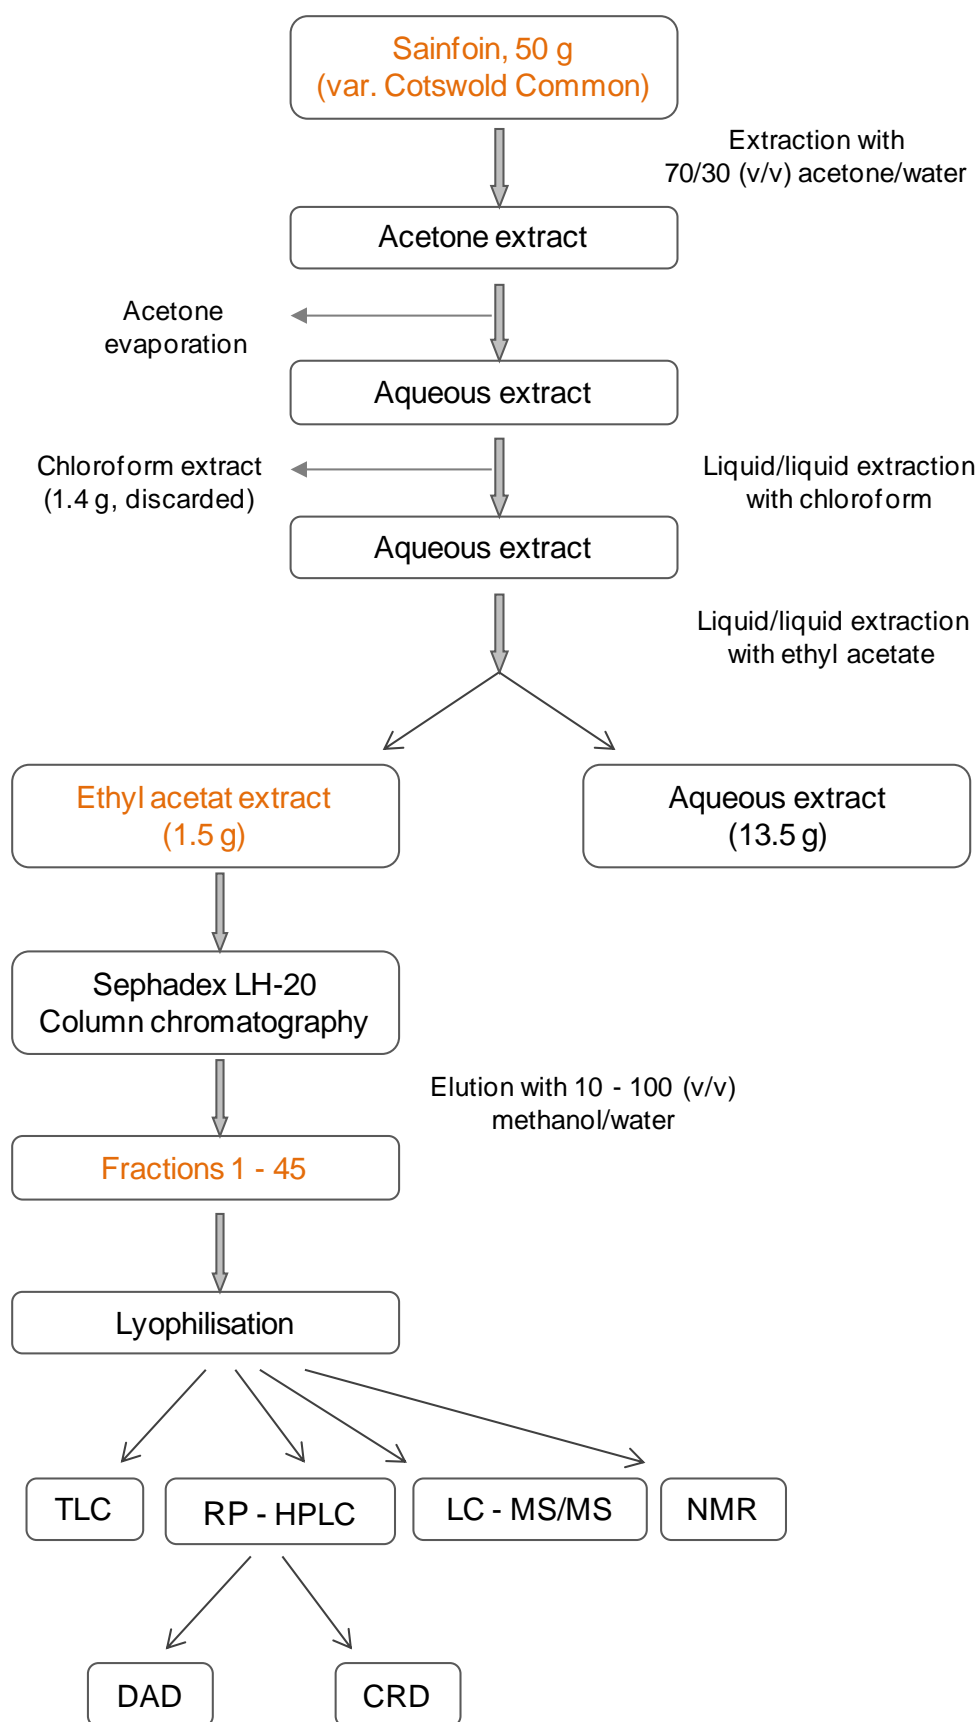 Sainfoin, 50 g
(var. Cotswold Common)
Extraction with
70/30 (v/v) acetone/water
Acetone extract
Acetone
evaporation
Aqueous extract
Chloroform extract
(1.4 g, discarded)
Liquid/liquid extraction
with chloroform
Aqueous extract
Liquid/liquid extraction
with ethyl acetate
Ethyl acetat extract
(1.5 g)
Aqueous extract
(13.5 g)
Sephadex LH-20
Column chromatography
Elution with 10 - 100 (v/v)
methanol/water
Fractions 1 - 45
Lyophilisation
TLC
RP - HPLC
LC - MS/MS
NMR
DAD
CRD